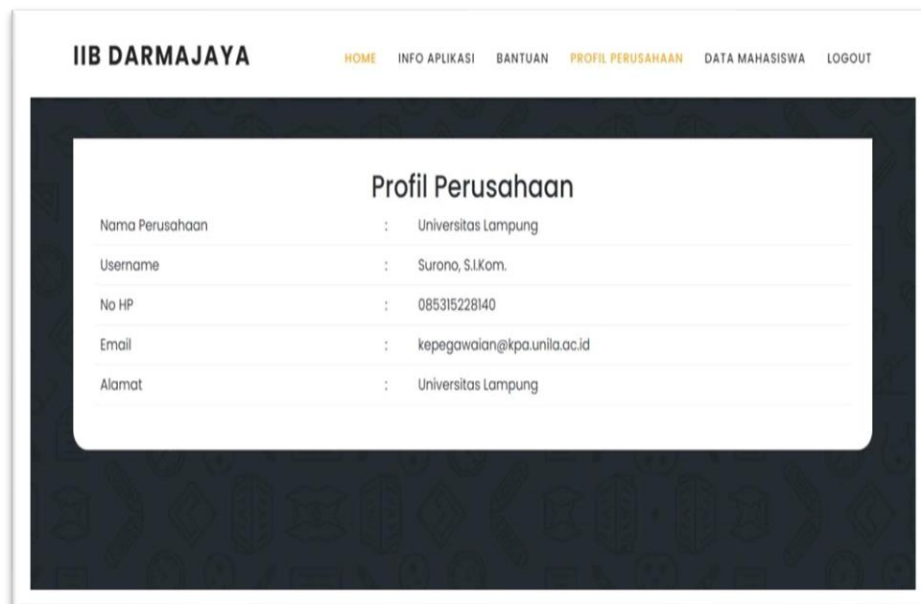 IIB DARMAJAYA HOME INFO APLIKASI BANTUAN PROFIL PERUSAHAAN DATA MAHASISWA LOGOUT
Profil Perusahaan
Nama Perusahaan : Universitas Lampung
Username : Surono, S.I.Kom.
No HP : 085315228140
Email : kepegawaian@kpa.unila.ac.id
Alamat : Universitas Lampung